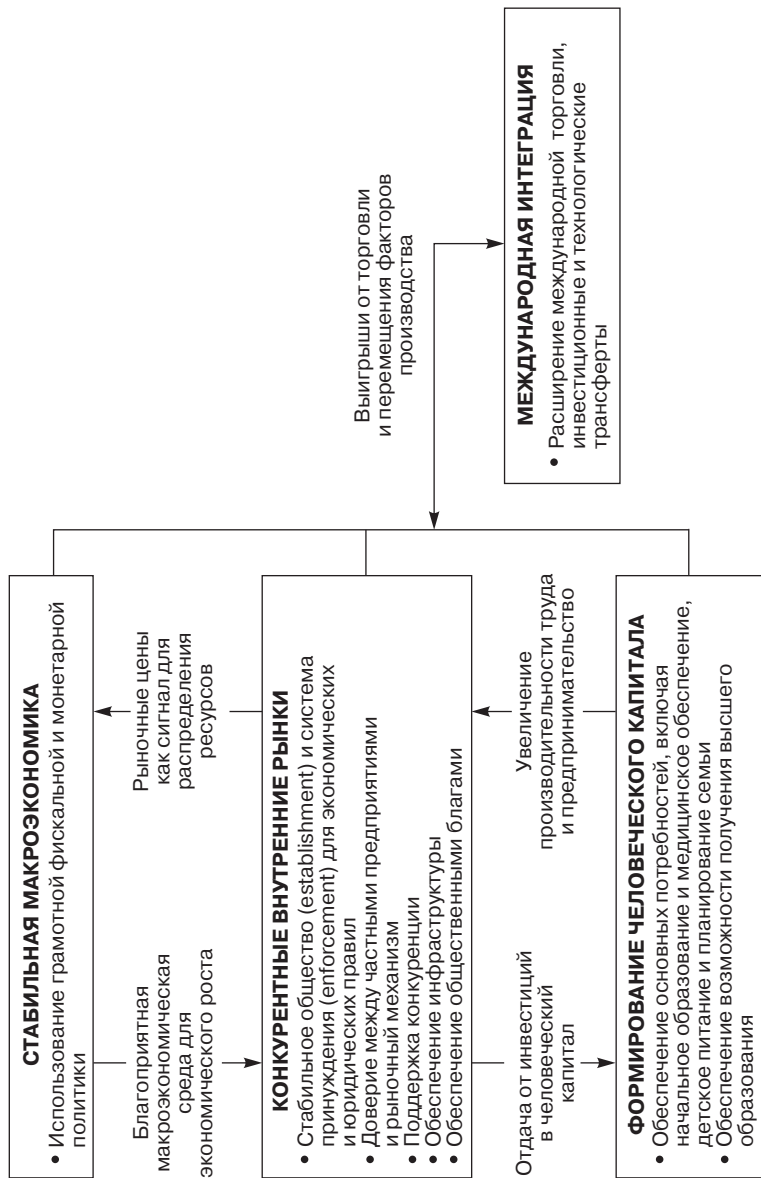 СТАБИЛЬНАЯ МАКРОЭКОНОМИКА
• Использование грамотной фискальной и монетарной
политики
Благоприятная
макроэкономическая
среда для
экономического роста
Рыночные цены
как сигнал для
распределения
ресурсов
КОНКУРЕНТНЫЕ ВНУТРЕННИЕ РЫНКИ
• Стабильное общество (establishment) и система
принуждения (enforcement) для экономических
и юридических правил
• Доверие между частными предприятиями
и рыночный механизм
• Поддержка конкуренции
• Обеспечение инфраструктуры
• Обеспечение общественными благами
Отдача от инвестиций
в человеческий
капитал
Увеличение
производительности труда
и предпринимательство
ФОРМИРОВАНИЕ ЧЕЛОВЕЧЕСКОГО КАПИТАЛА
• Обеспечение основных потребностей, включая
начальное образование и медицинское обеспечение,
детское питание и планирование семьи
• Обеспечение возможности получения высшего
образования
Выигрыши от торговли
и перемещения факторов
производства
МЕЖДУНАРОДНАЯ ИНТЕГРАЦИЯ
• Расширение международной торговли,
инвестиционные и технологические
трансферты